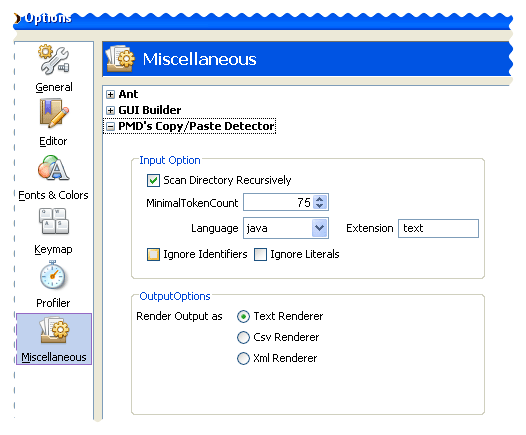 Options
General
Editor
Fonts & Colors
Keymap
Profiler
Miscellaneous
Miscellaneous
Ant
GUI Builder
PMD's Copy/Paste Detector
Input Option
Scan Directory Recursively
MinimalTokenCount 75
Language java Extension text
Ignore Identifiers Ignore Literals
OutputOptions
Render Output as Text Renderer
Csv Renderer
Xml Renderer